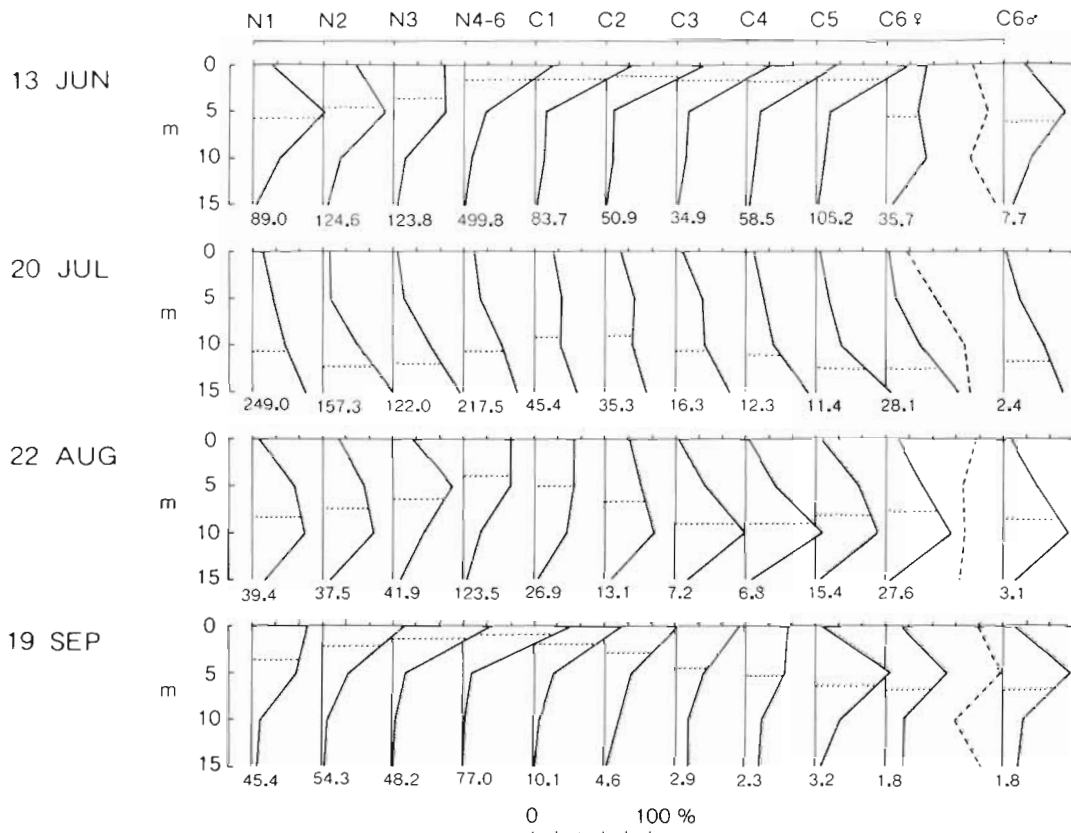 N1 N2 N3 N4-6 C1 C2 C3 C4 C5 C6 ♀ C6♂
13 JUN
0
m
5
10
15
89.0 124.6 123.8 499.8 83.7 50.9 34.9 58.5 105.2 35.7 7.7
20 JUL
0
5
m
10
15
249.0 157.3 122.0 217.5 45.4 35.3 16.3 12.3 11.4 28.1 2.4
22 AUG
0
5
m
10
15
39.4 37.5 41.9 123.5 26.9 13.1 7.2 6.3 15.4 27.6 3.1
19 SEP
0
m
5
10
15
45.4 54.3 48.2 77.0 10.1 4.6 2.9 2.3 3.2 1.8 1.8
0 100 %